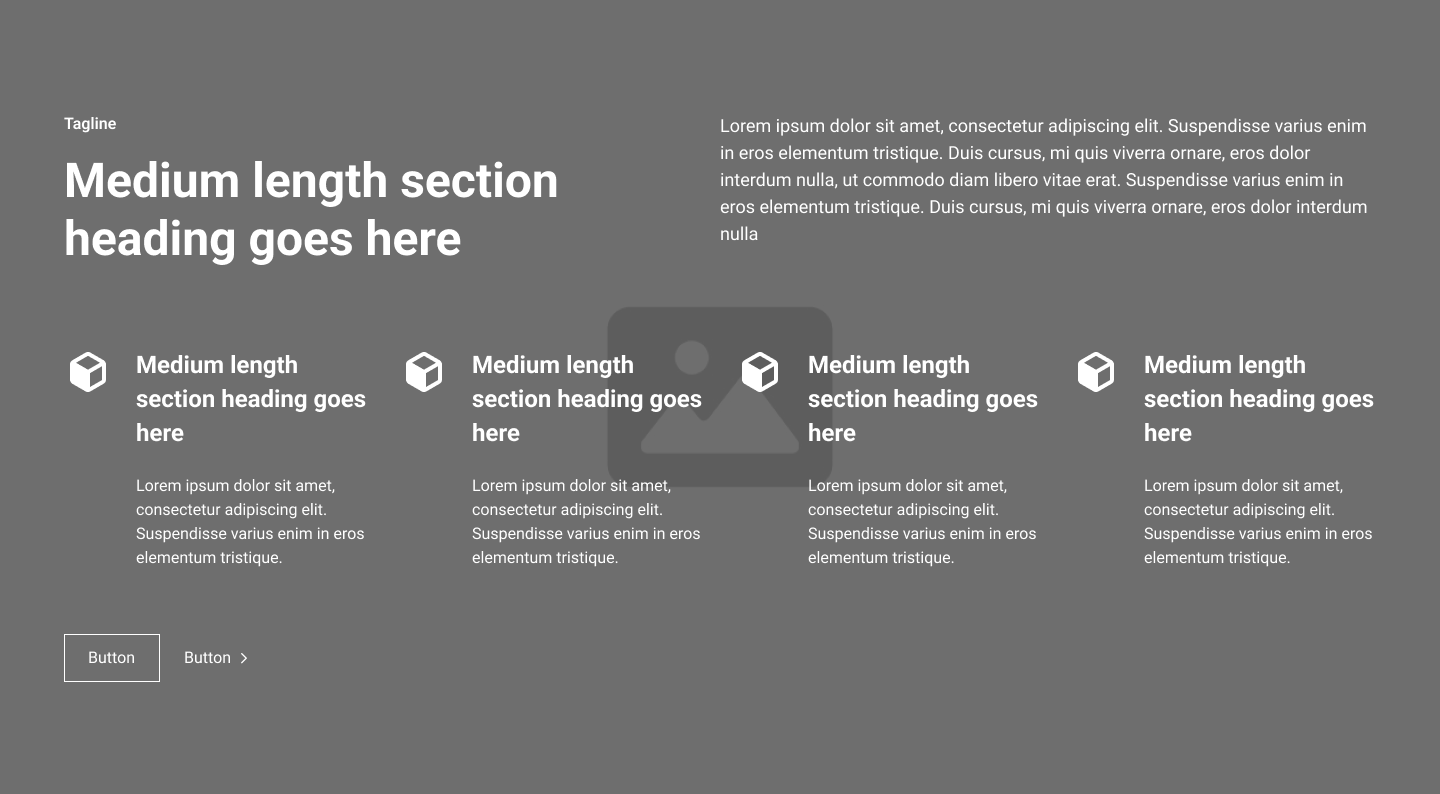 Tagline
Medium length section
heading goes here
Lorem ipsum dolor sit amet, consectetur adipiscing elit. Suspendisse varius enim
in eros elementum tristique. Duis cursus, mi quis viverra ornare, eros dolor
interdum nulla, ut commodo diam libero vitae erat. Suspendisse varius enim in
eros elementum tristique. Duis cursus, mi quis viverra ornare, eros dolor interdum
nulla
Medium length
section heading goes
here
Lorem ipsum dolor sit amet,
consectetur adipiscing elit.
Suspendisse varius enim in eros
elementum tristique.
Medium length
section heading goes
here
Lorem ipsum dolor sit amet,
consectetur adipiscing elit.
Suspendisse varius enim in eros
elementum tristique.
Medium length
section heading goes
here
Lorem ipsum dolor sit amet,
consectetur adipiscing elit.
Suspendisse varius enim in eros
elementum tristique.
Medium length
section heading goes
here
Lorem ipsum dolor sit amet,
consectetur adipiscing elit.
Suspendisse varius enim in eros
elementum tristique.
Button
Button